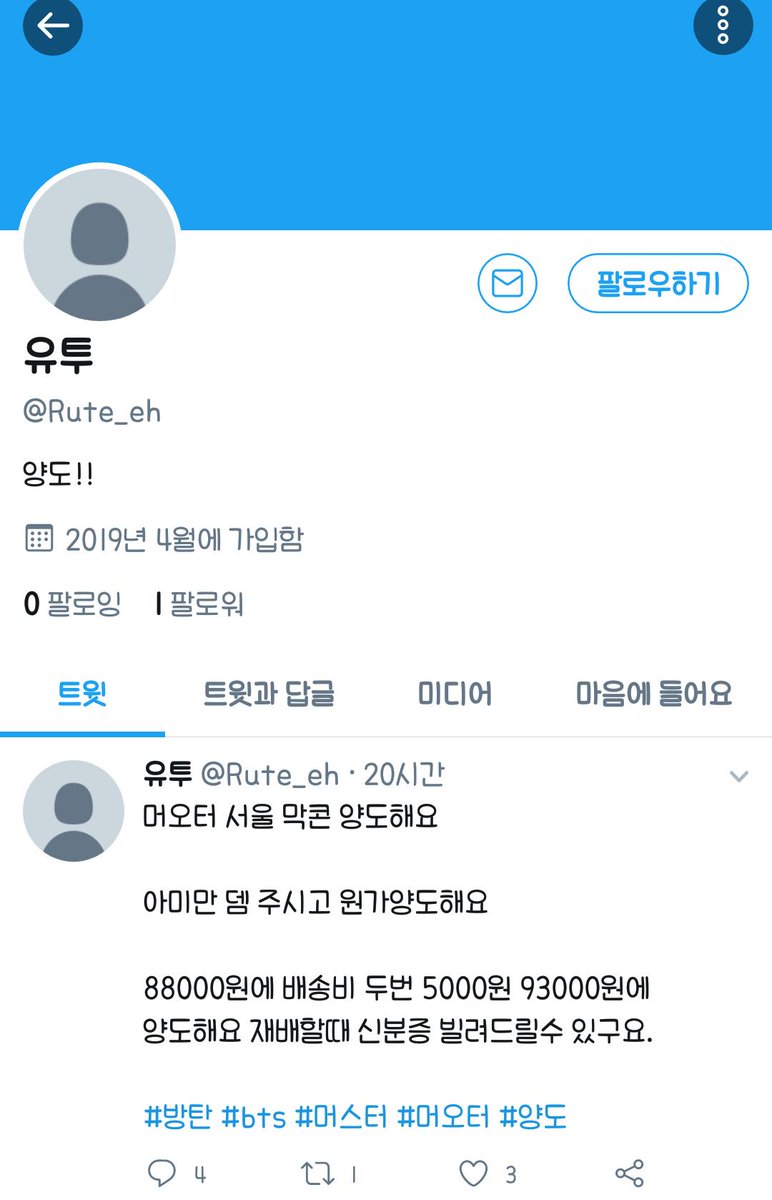 팔로우하기
유투
@Rute_eh
양도!!
2019년 4월에 가입함
0 팔로잉 1 팔로워
트윗 트윗과 답글 미디어 마음에 들어요
유투 @Rute_eh · 20시간
머오터 서울 막콘 양도해요
아미만 뎀 주시고 원가양도해요
88000원에 배송비 두번 5000원 93000원에
양도해요 재배할때 신분증 빌려드릴수 있구요.
#방탄 #bts #머스터 #머오터 #양도
4 1 3